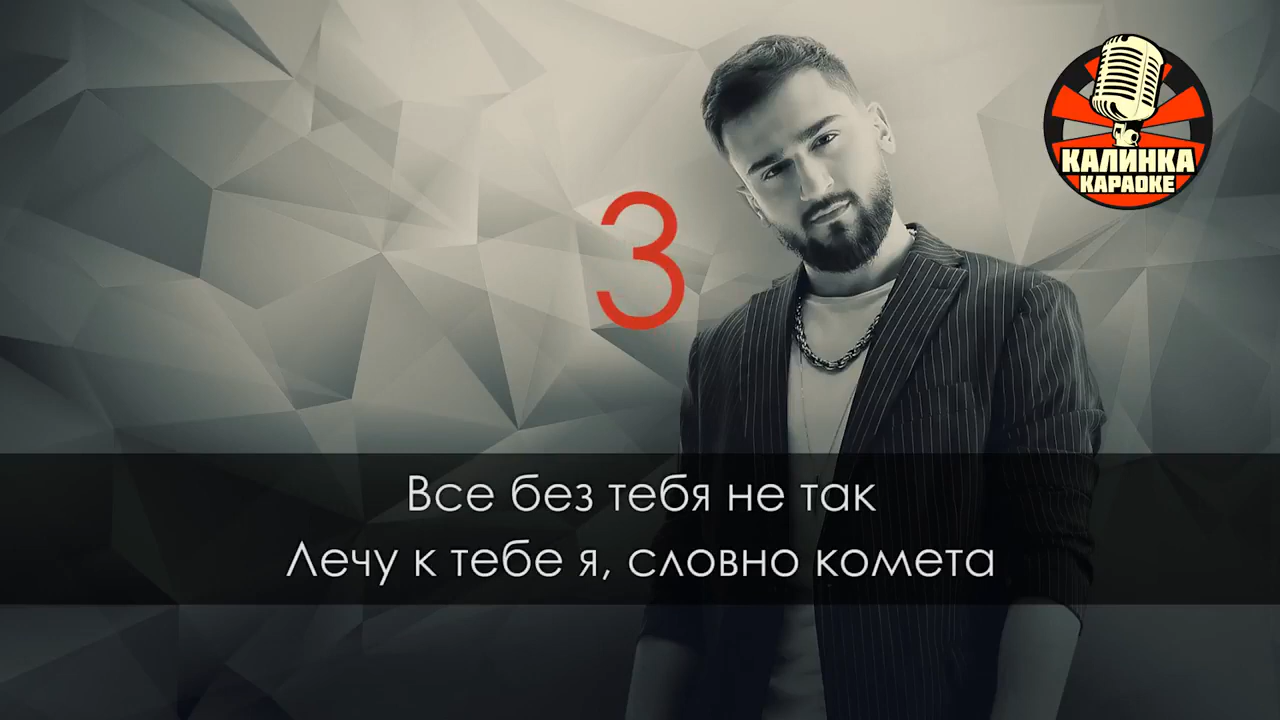 КАЛИНКА
КАРАОКЕ
3
Все без тебя не так
Лечу к тебе я, словно комета